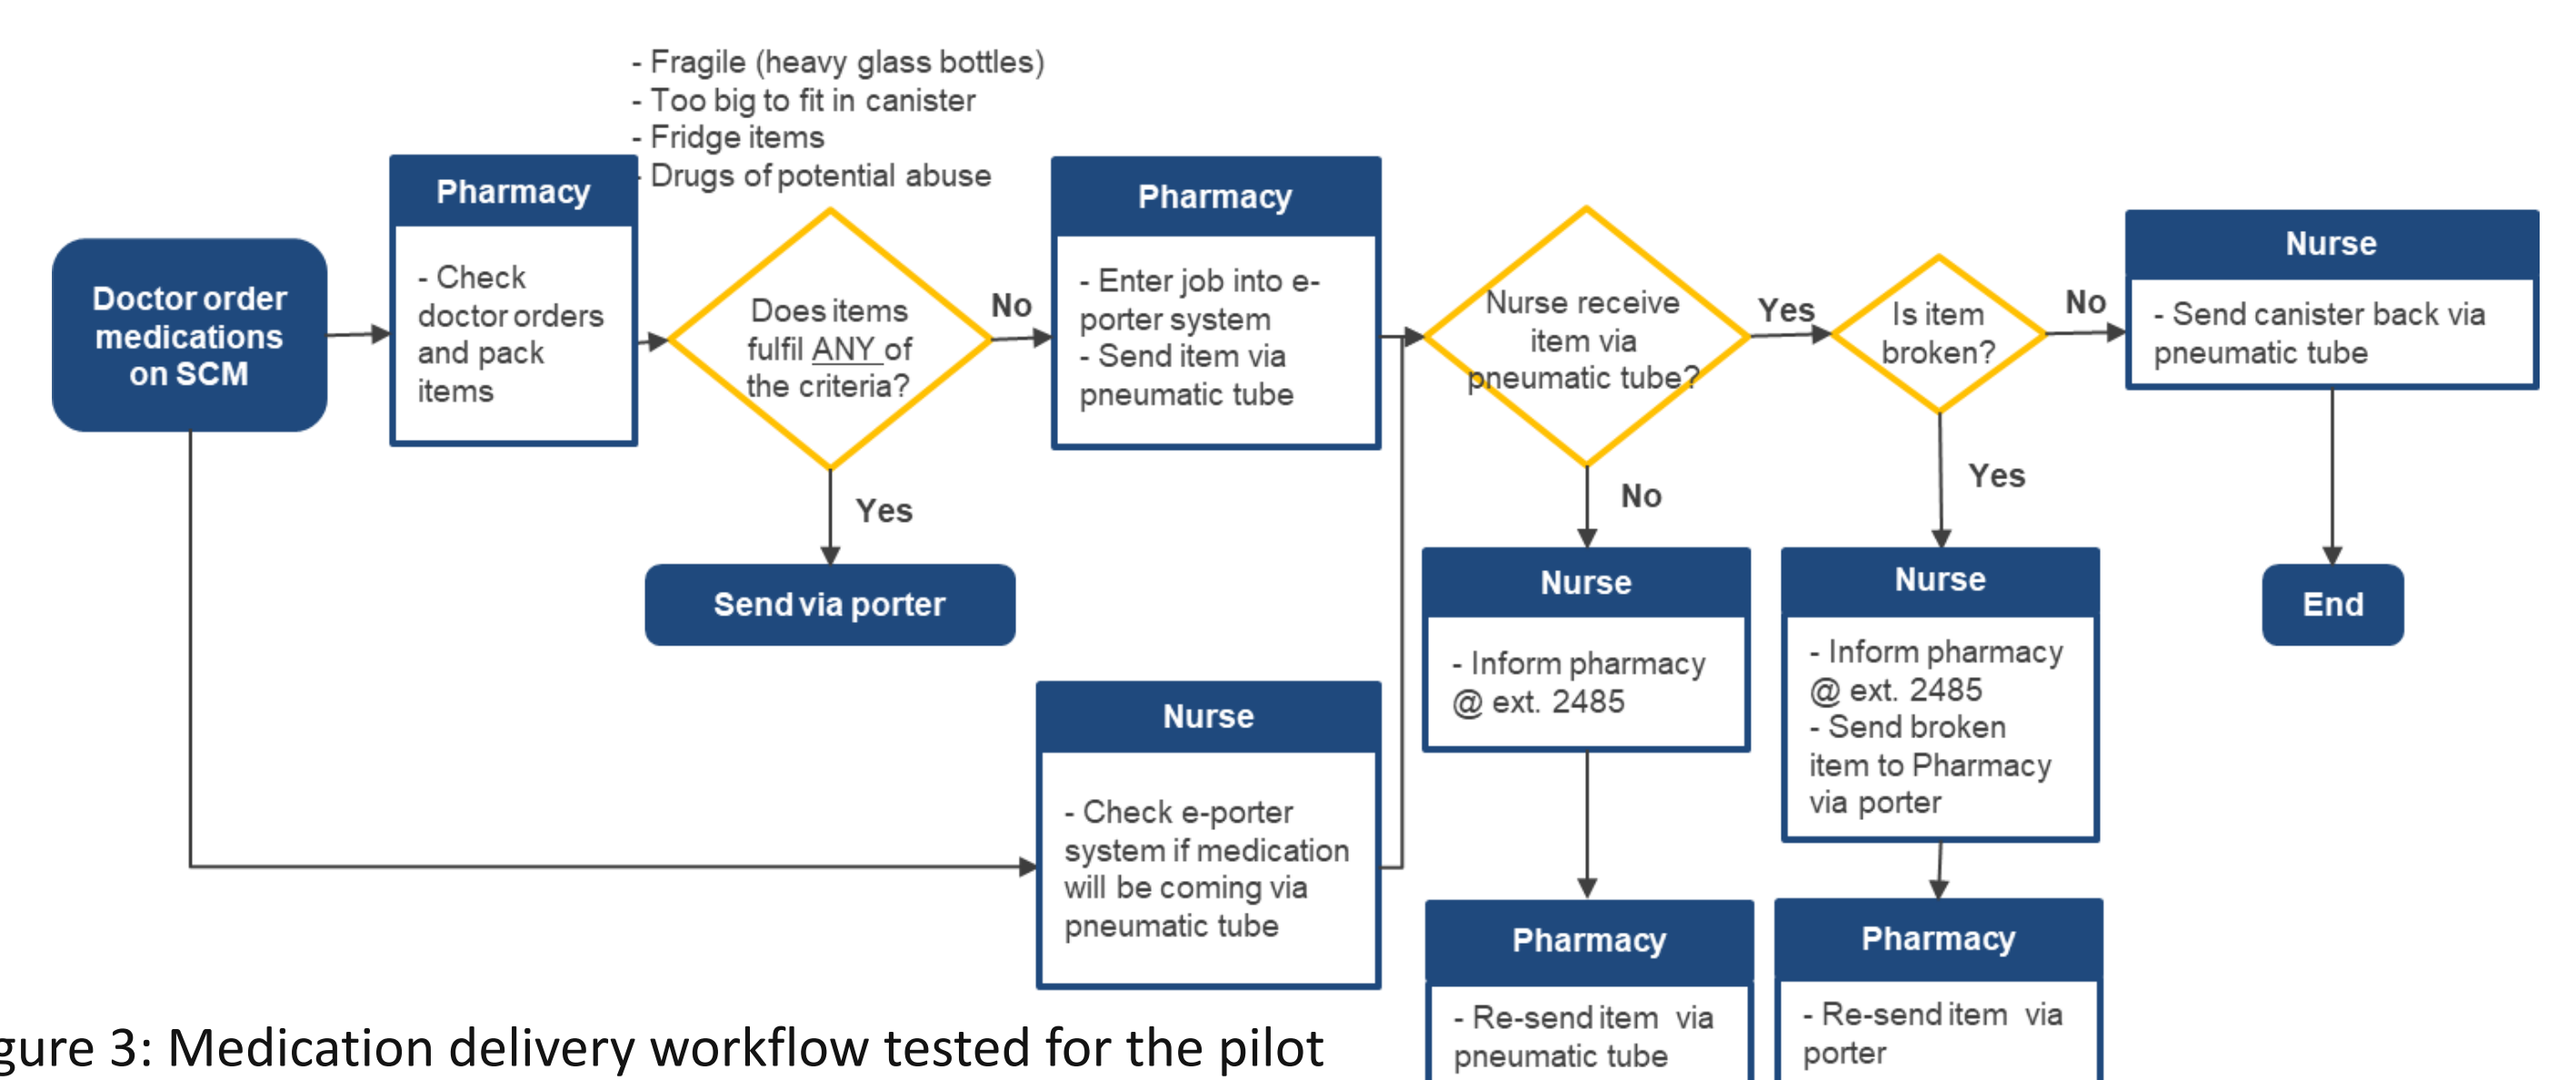 - Fragile (heavy glass bottles)
- Too big to fit in canister
- Fridge items
- Drugs of potential abuse
Doctor order
medications
on SCM
Pharmacy
- Check
doctor orders
and pack
items
Does items
fulfil ANY of
the criteria?
No
Yes
Send via porter
Pharmacy
- Enter job into e-
porter system
- Send item via
pneumatic tube
Nurse
- Check e-porter
system if medication
will be coming via
pneumatic tube
Nurse receive
item via
pneumatic tube?
Yes
No
Nurse
- Inform pharmacy
@ ext. 2485
Pharmacy
- Re-send item via
pneumatic tube
Is item
broken?
No
Yes
Nurse
- Inform pharmacy
@ ext. 2485
- Send broken
item to Pharmacy
via porter
Pharmacy
- Re-send item via
porter
Nurse
- Send canister back via
pneumatic tube
End
gure 3: Medication delivery workflow tested for the pilot